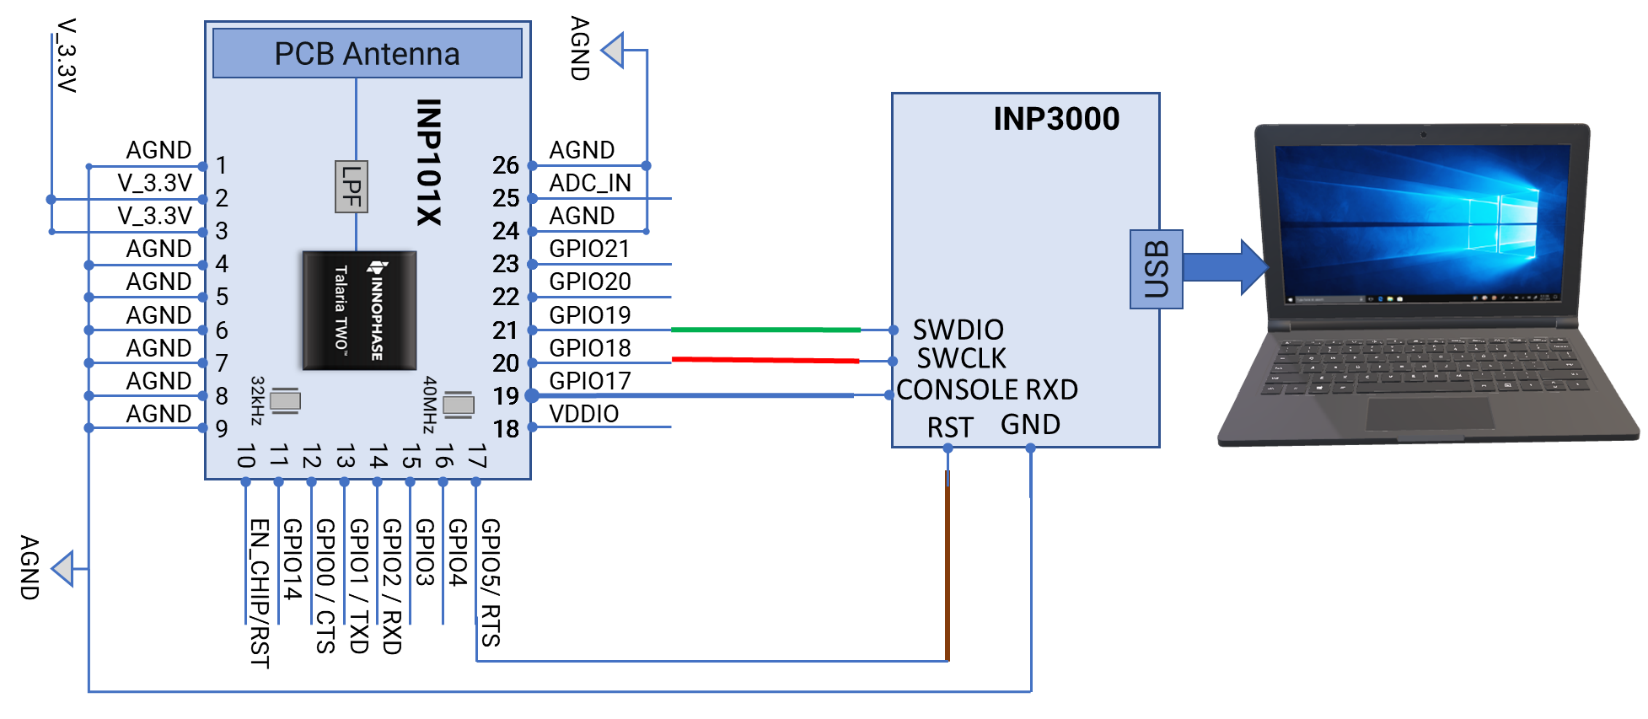 V_3.3V
PCB Antenna
AGND
INP101X
LPF
INNOPHASE
Talaria TWO™
32kHz
40MHz
AGND 1
V_3.3V 2
V_3.3V 3
AGND 4
AGND 5
AGND 6
AGND 7
AGND 8
AGND 9
26 AGND
25 ADC_IN
24 AGND
23 GPIO21
22 GPIO20
21 GPIO19
20 GPIO18
19 GPIO17
18 VDDIO
10 EN_CHIP/RST
11 GPIO14
12 GPIO0 / CTS
13 GPIO1 / TXD
14 GPIO2 / RXD
15 GPIO3
16 GPIO4
17 GPIO5/ RTS
AGND
INP3000
USB
SWDIO
SWCLK
CONSOLE RXD
RST GND